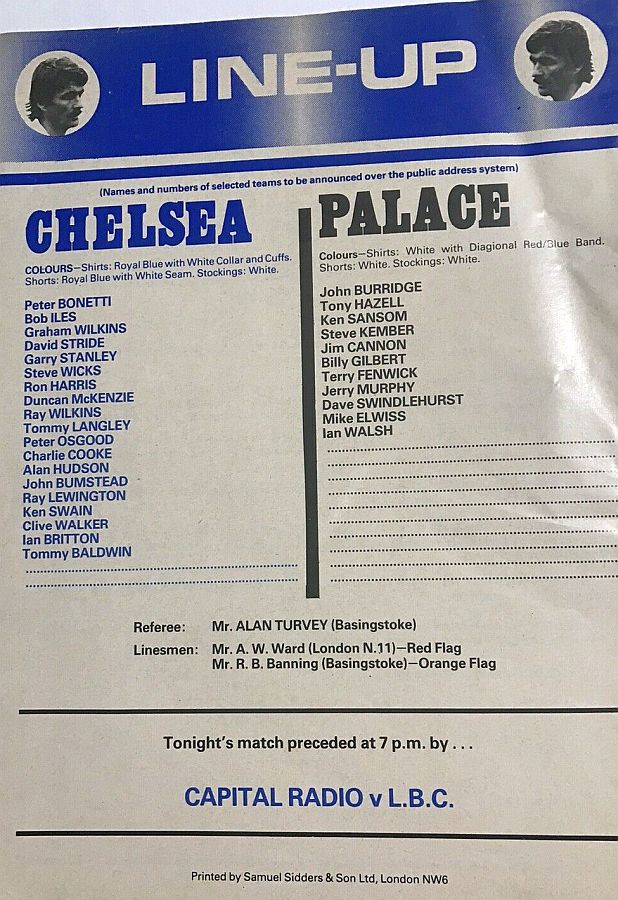 LINE-UP
(Names and numbers of selected teams to be announced over the public address system)
CHELSEA
COLOURS—Shirts: Royal Blue with White Collar and Cuffs.
Shorts: Royal Blue with White Seam. Stockings: White.
Peter BONETTI
Bob ILES
Graham WILKINS
David STRIDE
Garry STANLEY
Steve WICKS
Ron HARRIS
Duncan McKENZIE
Ray WILKINS
Tommy LANGLEY
Peter OSGOOD
Charlie COOKE
Alan HUDSON
John BUMSTEAD
Ray LEWINGTON
Ken SWAIN
Clive WALKER
Ian BRITTON
Tommy BALDWIN
PALACE
Colours—Shirts: White with Diagional Red/Blue Band.
Shorts: White. Stockings: White.
John BURRIDGE
Tony HAZELL
Ken SANSOM
Steve KEMBER
Jim CANNON
Billy GILBERT
Terry FENWICK
Jerry MURPHY
Dave SWINDLEHURST
Mike ELWISS
Ian WALSH
Referee: Mr. ALAN TURVEY (Basingstoke)
Linesmen: Mr. A. W. Ward (London N.11)—Red Flag
Mr. R. B. Banning (Basingstoke)—Orange Flag
Tonight's match preceded at 7 p.m. by . . .
CAPITAL RADIO v L.B.C.
Printed by Samuel Sidders & Son Ltd, London NW6